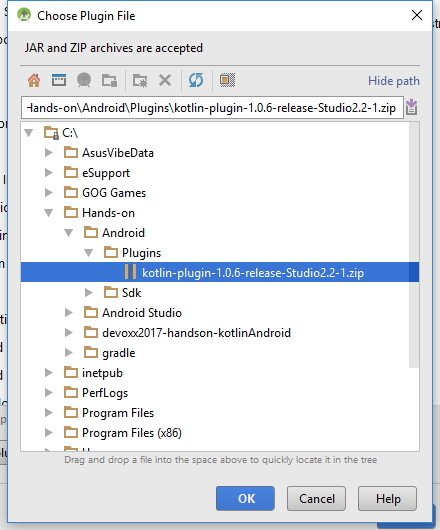 Choose Plugin File
JAR and ZIP archives are accepted
Hide path
Hands-on\Android\Plugins\kotlin-plugin-1.0.6-release-Studio2.2-1.zip
C:\
AsusVibeData
eSupport
GOG Games
Hands-on
Android
Plugins
kotlin-plugin-1.0.6-release-Studio2.2-1.zip
Sdk
Android Studio
devoxx2017-handson-kotlinAndroid
gradle
inetpub
PerfLogs
Program Files
Program Files (x86)
Drag and drop a file into the space above to quickly locate it in the tree
OK
Cancel
Help